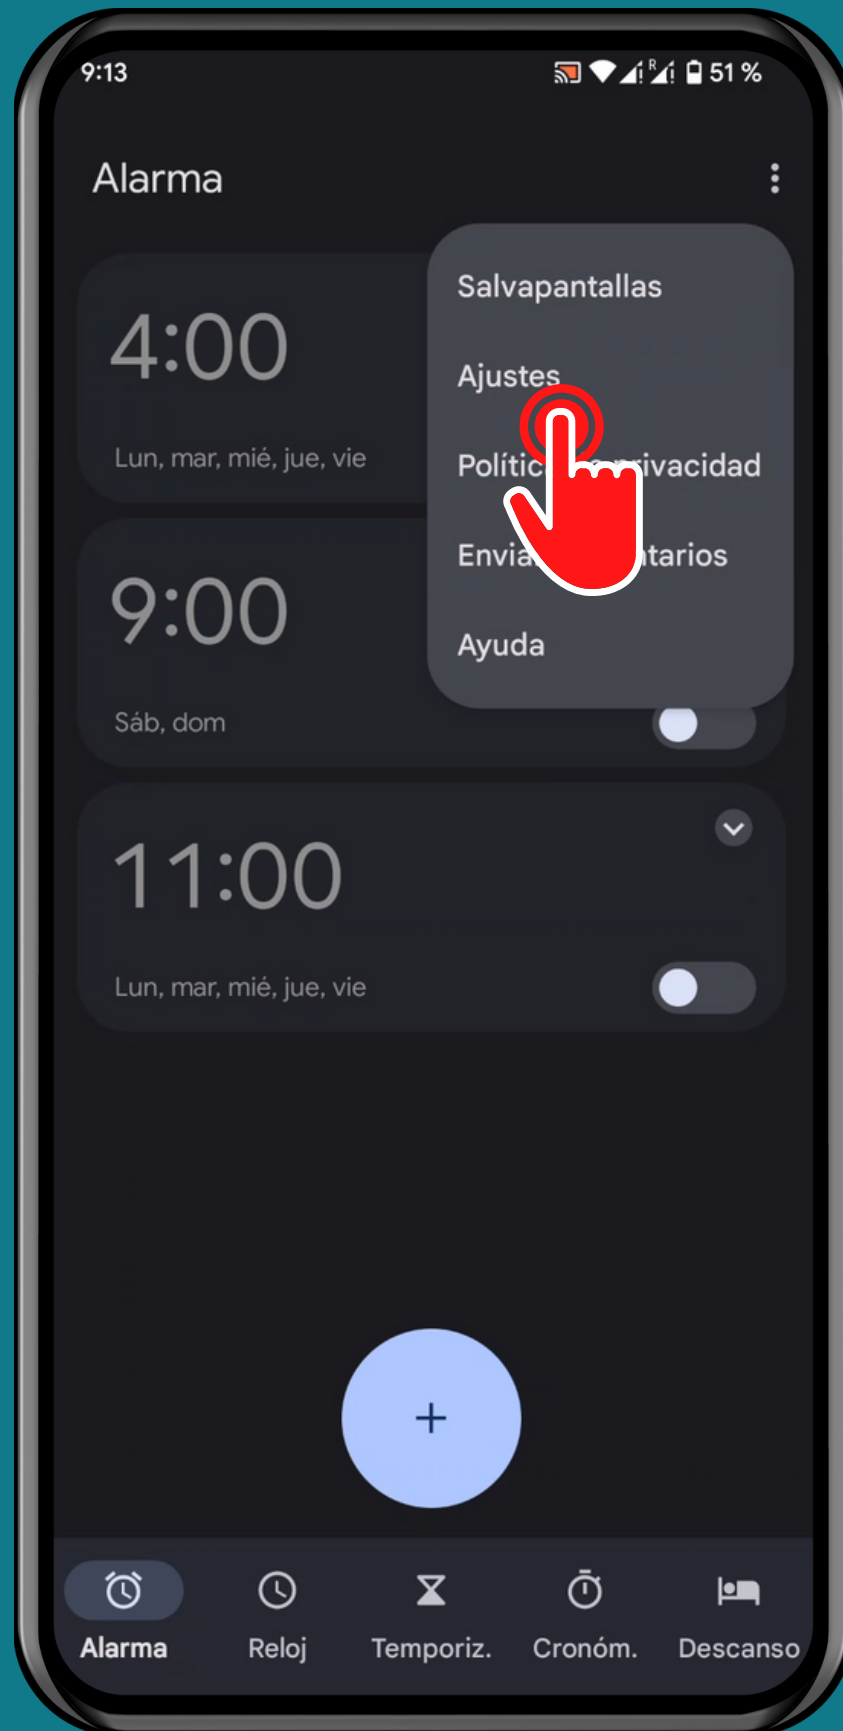 9:13
R 51 %
Alarma
Salvapantallas
4:00
Ajustes
Lun, mar, mié, jue, vie
privacidad
9:00
Ayuda
Sáb, dom
11:00
Lun, mar, mié, jue, vie
+
Alarma Reloj Temporiz. Cronóm. Descanso